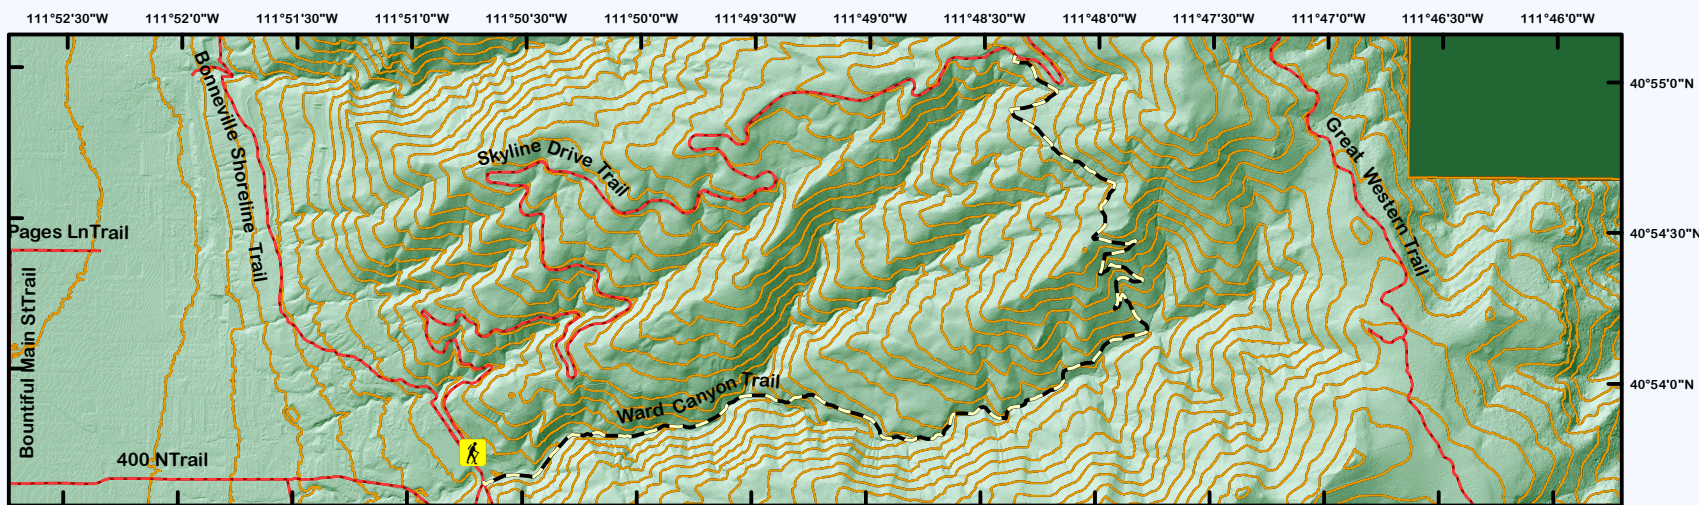 111°52'30"W 111°52'0"W 111°51'30"W 111°51'0"W 111°50'30"W 111°50'0"W 111°49'30"W 111°49'0"W 111°48'30"W 111°48'0"W 111°47'30"W 111°47'0"W 111°46'30"W 111°46'0"W
Bonneville Shoreline Trail
40°55'0"N
Great Western Trail
Skyline Drive Trail
Pages LnTrail
40°54'30"N
Bountiful Main StTrail
Ward Canyon Trail
40°54'0"N
400 NTrail